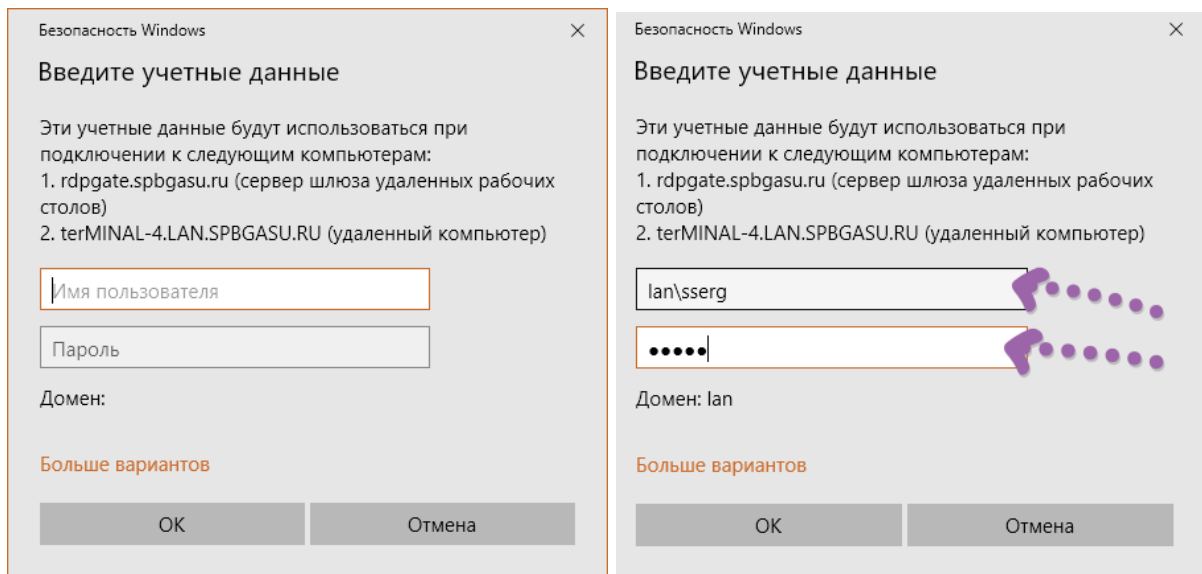 Безопасность Windows
Введите учетные данные
Эти учетные данные будут использоваться при
подключении к следующим компьютерам:
1. rdpgate.spbgasu.ru (сервер шлюза удаленных рабочих
столов)
2. terMINAL-4.LAN.SPBGASU.RU (удаленный компьютер)
Имя пользователя
Пароль
Домен:
Больше вариантов
ОК
Отмена
Безопасность Windows
Введите учетные данные
Эти учетные данные будут использоваться при
подключении к следующим компьютерам:
1. rdpgate.spbgasu.ru (сервер шлюза удаленных рабочих
столов)
2. terMINAL-4.LAN.SPBGASU.RU (удаленный компьютер)
lan\sserg
•••••
Домен: lan
Больше вариантов
ОК
Отмена